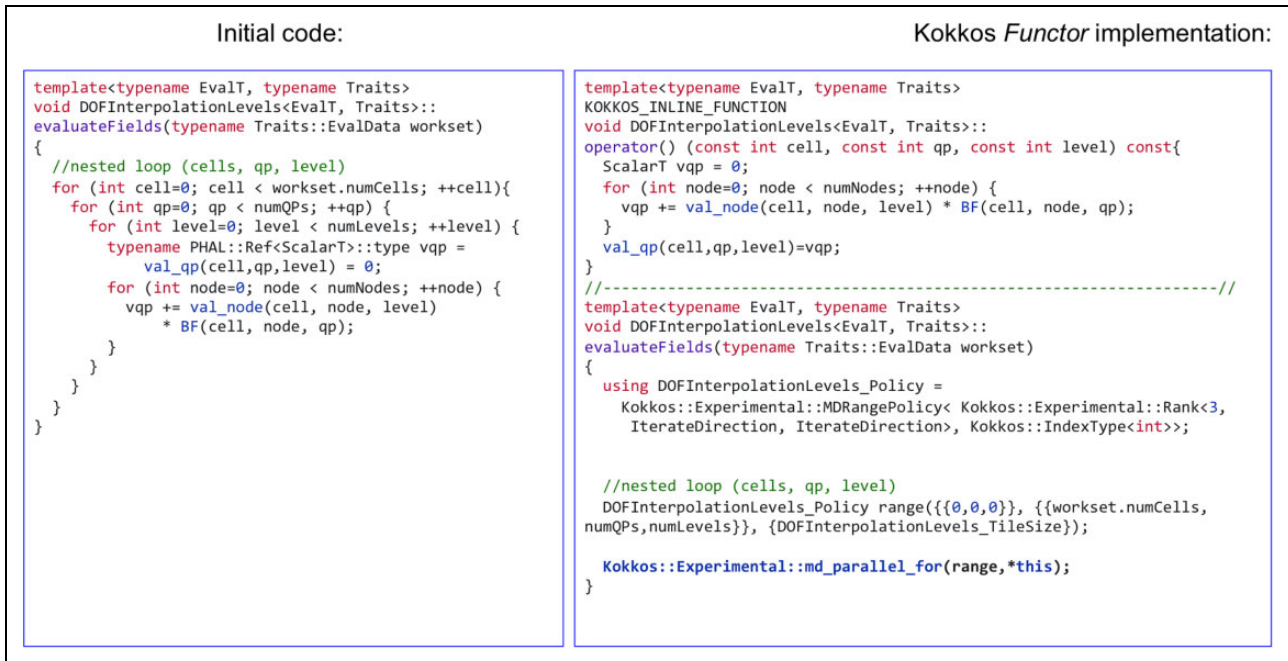 Initial code:
template<typename EvalT, typename Traits>
void DOFInterpolationLevels<EvalT, Traits>::
evaluateFields(typename Traits::EvalData workset)
{
  //nested loop (cells, qp, level)
  for (int cell=0; cell < workset.numCells; ++cell){
    for (int qp=0; qp < numQPs; ++qp) {
      for (int level=0; level < numLevels; ++level) {
        typename PHAL::Ref<ScalarT>::type vqp =
            val_qp(cell,qp,level) = 0;
        for (int node=0; node < numNodes; ++node) {
          vqp += val_node(cell, node, level)
              * BF(cell, node, qp);
        }
      }
    }
  }
}
Kokkos Functor implementation:
template<typename EvalT, typename Traits>
KOKKOS_INLINE_FUNCTION
void DOFInterpolationLevels<EvalT, Traits>::
operator() (const int cell, const int qp, const int level) const{
  ScalarT vqp = 0;
  for (int node=0; node < numNodes; ++node) {
    vqp += val_node(cell, node, level) * BF(cell, node, qp);
  }
  val_qp(cell,qp,level)=vqp;
}
//-------------------------------------------------------------------//
template<typename EvalT, typename Traits>
void DOFInterpolationLevels<EvalT, Traits>::
evaluateFields(typename Traits::EvalData workset)
{
  using DOFInterpolationLevels_Policy =
    Kokkos::Experimental::MDRangePolicy< Kokkos::Experimental::Rank<3,
     IterateDirection, IterateDirection>, Kokkos::IndexType<int>>;
  //nested loop (cells, qp, level)
  DOFInterpolationLevels_Policy range({{0,0,0}}, {{workset.numCells,
numQPs,numLevels}}, {DOFInterpolationLevels_TileSize});
  Kokkos::Experimental::md_parallel_for(range,*this);
}